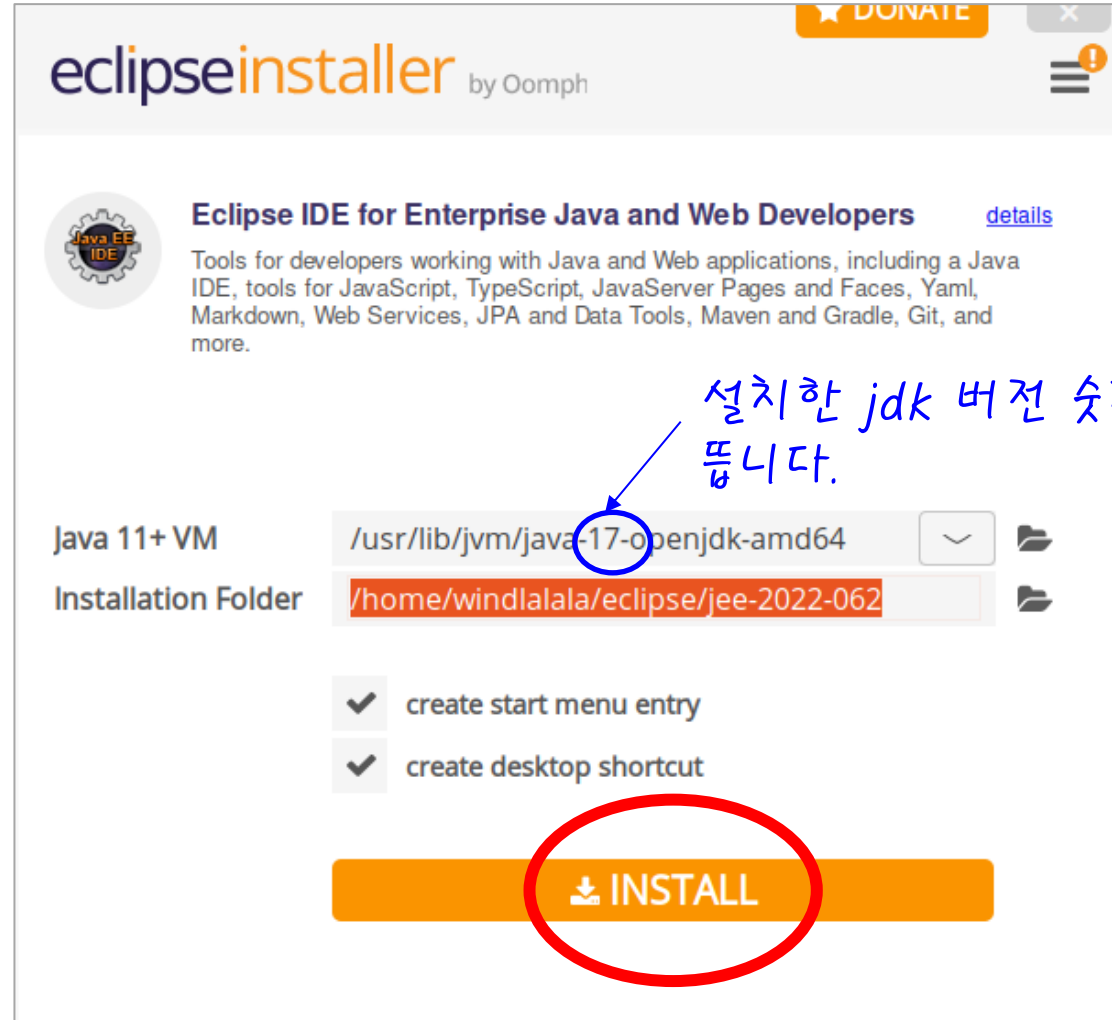 DONATE
eclipseinstaller by Oomph
Eclipse IDE for Enterprise Java and Web Developers details
Java EE
IDE
Tools for developers working with Java and Web applications, including a Java
IDE, tools for JavaScript, TypeScript, JavaServer Pages and Faces, Yaml,
Markdown, Web Services, JPA and Data Tools, Maven and Gradle, Git, and
more.
설치한 jdk 버전
뜹니다.
Java 11+ VM /usr/lib/jvm/java-17-openjdk-amd64
Installation Folder /home/windlalala/eclipse/jee-2022-062
create start menu entry
create desktop shortcut
INSTALL